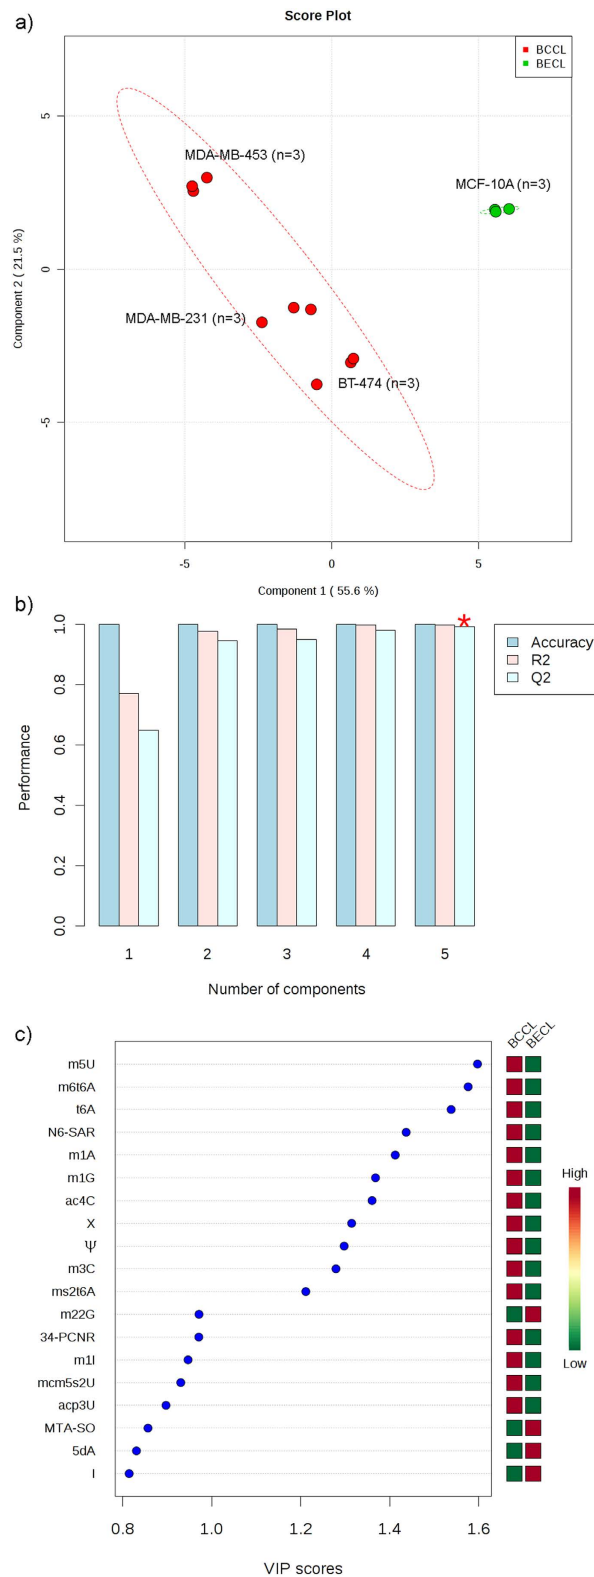 a)
Score Plot
BCCL
BECL
MDA-MB-453 (n=3)
MCF-10A (n=3)
MDA-MB-231 (n=3)
BT-474 (n=3)
Component 2 ( 21.5 %)
5
0
-5
-5
0
5
Component 1 ( 55.6 %)
b)
Performance
1.0
0.8
0.6
0.4
0.2
0.0
*
Accuracy
R2
Q2
1
2
3
4
5
Number of components
c)
BCCL
BECL
m5U
m6t6A
t6A
N6-SAR
m1A
m1G
ac4C
X
Ψ
m3C
ms2t6A
m22G
34-PCNR
m1I
mcm5s2U
acp3U
MTA-SO
5dA
I
High
Low
0.8
1.0
1.2
1.4
1.6
VIP scores